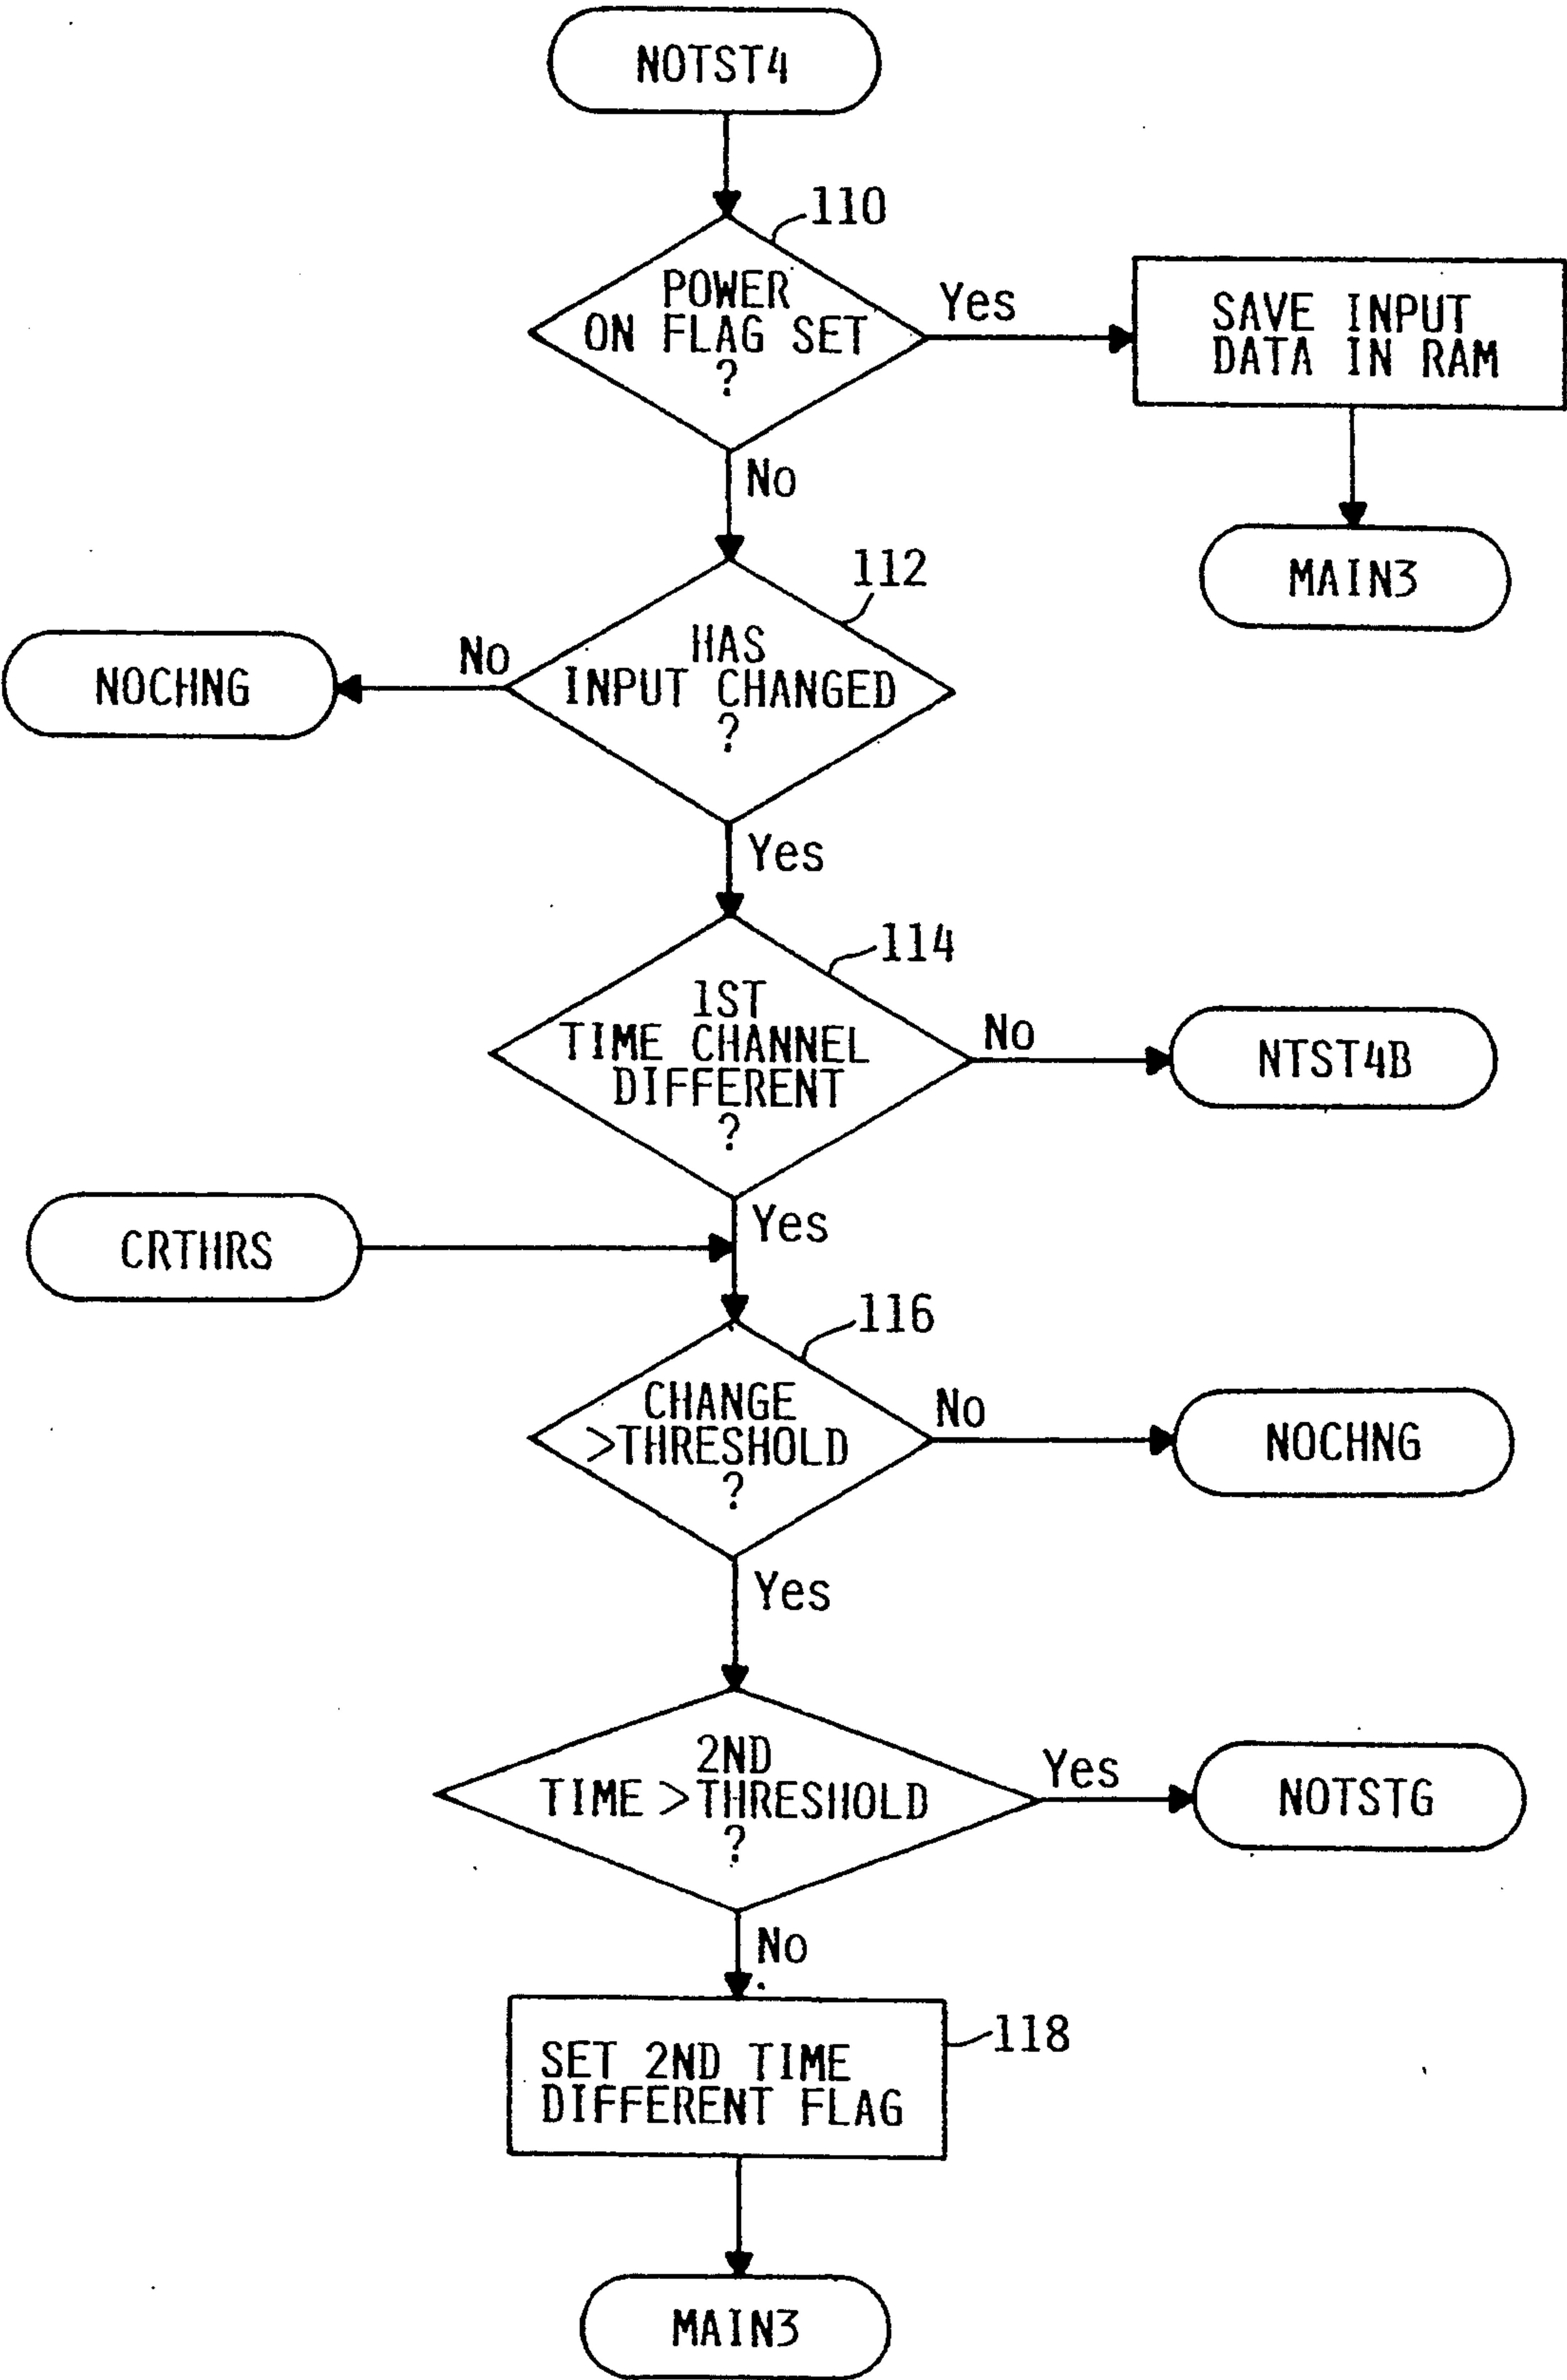 NOTST4
110
POWER
ON FLAG SET
?
Yes
SAVE INPUT
DATA IN RAM
No
MAIN3
112
HAS
INPUT CHANGED
?
No
NOCHNG
Yes
114
1ST
TIME CHANNEL
DIFFERENT
?
No
NTST4B
Yes
CRTHRS
116
CHANGE
>THRESHOLD
?
No
NOCHNG
Yes
2ND
TIME >THRESHOLD
?
Yes
NOTSTG
No
118
SET 2ND TIME
DIFFERENT FLAG
MAIN3